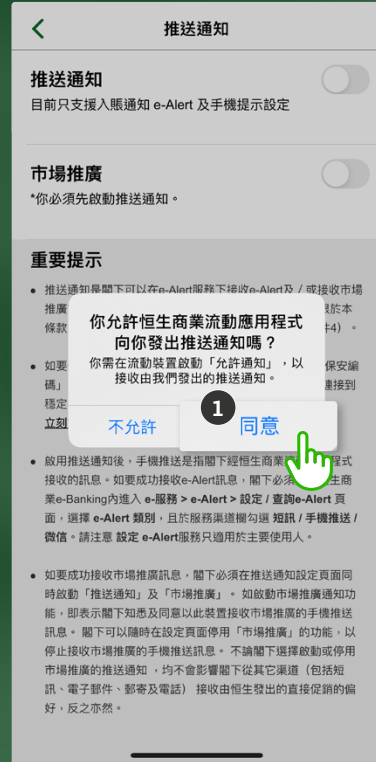 推送通知
推送通知
目前只支援入賬通知 e-Alert 及手機提示設定
市場推廣
*你必須先啟動推送通知。
重要提示
推送通知是閣下可以在e-Alert服務下接收e-Alert及 / 或接收市場
推廣
限於本
條款
件4）。
你允許恒生商業流動應用程式
向你發出推送通知嗎？
你需在流動裝置啟動「允許通知」，以
接收由我們發出的推送通知。
不允許
1
同意
如要
保安編
碼」
連接到
穩定
立刻
啟用推送通知後，手機推送是指閣下經恒生商業
程式
接收的訊息。如要成功接收e-Alert訊息，閣下必須
生商
業e-Banking內進入 e-服務 > e-Alert > 設定 / 查詢e-Alert 頁
面，選擇 e-Alert 類別，且於服務渠道欄勾選 短訊 / 手機推送 /
微信。請注意 設定 e-Alert服務只適用於主要使用人。
如要成功接收市場推廣訊息，閣下必須在推送通知設定頁面同
時啟動「推送通知」及「市場推廣」。 如啟動市場推廣通知功
能，即表示閣下知悉及同意以此裝置接收市場推廣的手機推送
訊息。 閣下可以隨時在設定頁面停用「市場推廣」的功能，以
停止接收市場推廣的手機推送訊息。 不論閣下選擇啟動或停用
市場推廣的推送通知 ，均不會影響閣下從其它渠道（包括短
訊、電子郵件、郵寄及電話） 接收由恒生發出的直接促銷的偏
好，反之亦然。